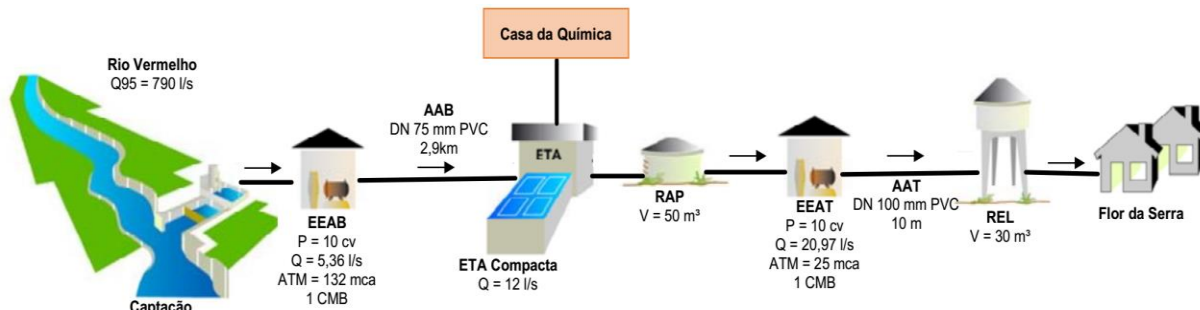 Casa da Química
Rio Vermelho
Q95 = 790 l/s
AAB
DN 75 mm PVC
2,9km
ETA
EEAB
P = 10 cv
Q = 5,36 l/s
ATM = 132 mca
1 CMB
Captação
ETA Compacta
Q = 12 l/s
RAP
V = 50 m³
EEAT
P = 10 cv
Q = 20,97 l/s
ATM = 25 mca
1 CMB
AAT
DN 100 mm PVC
10 m
REL
V = 30 m³
Flor da Serra